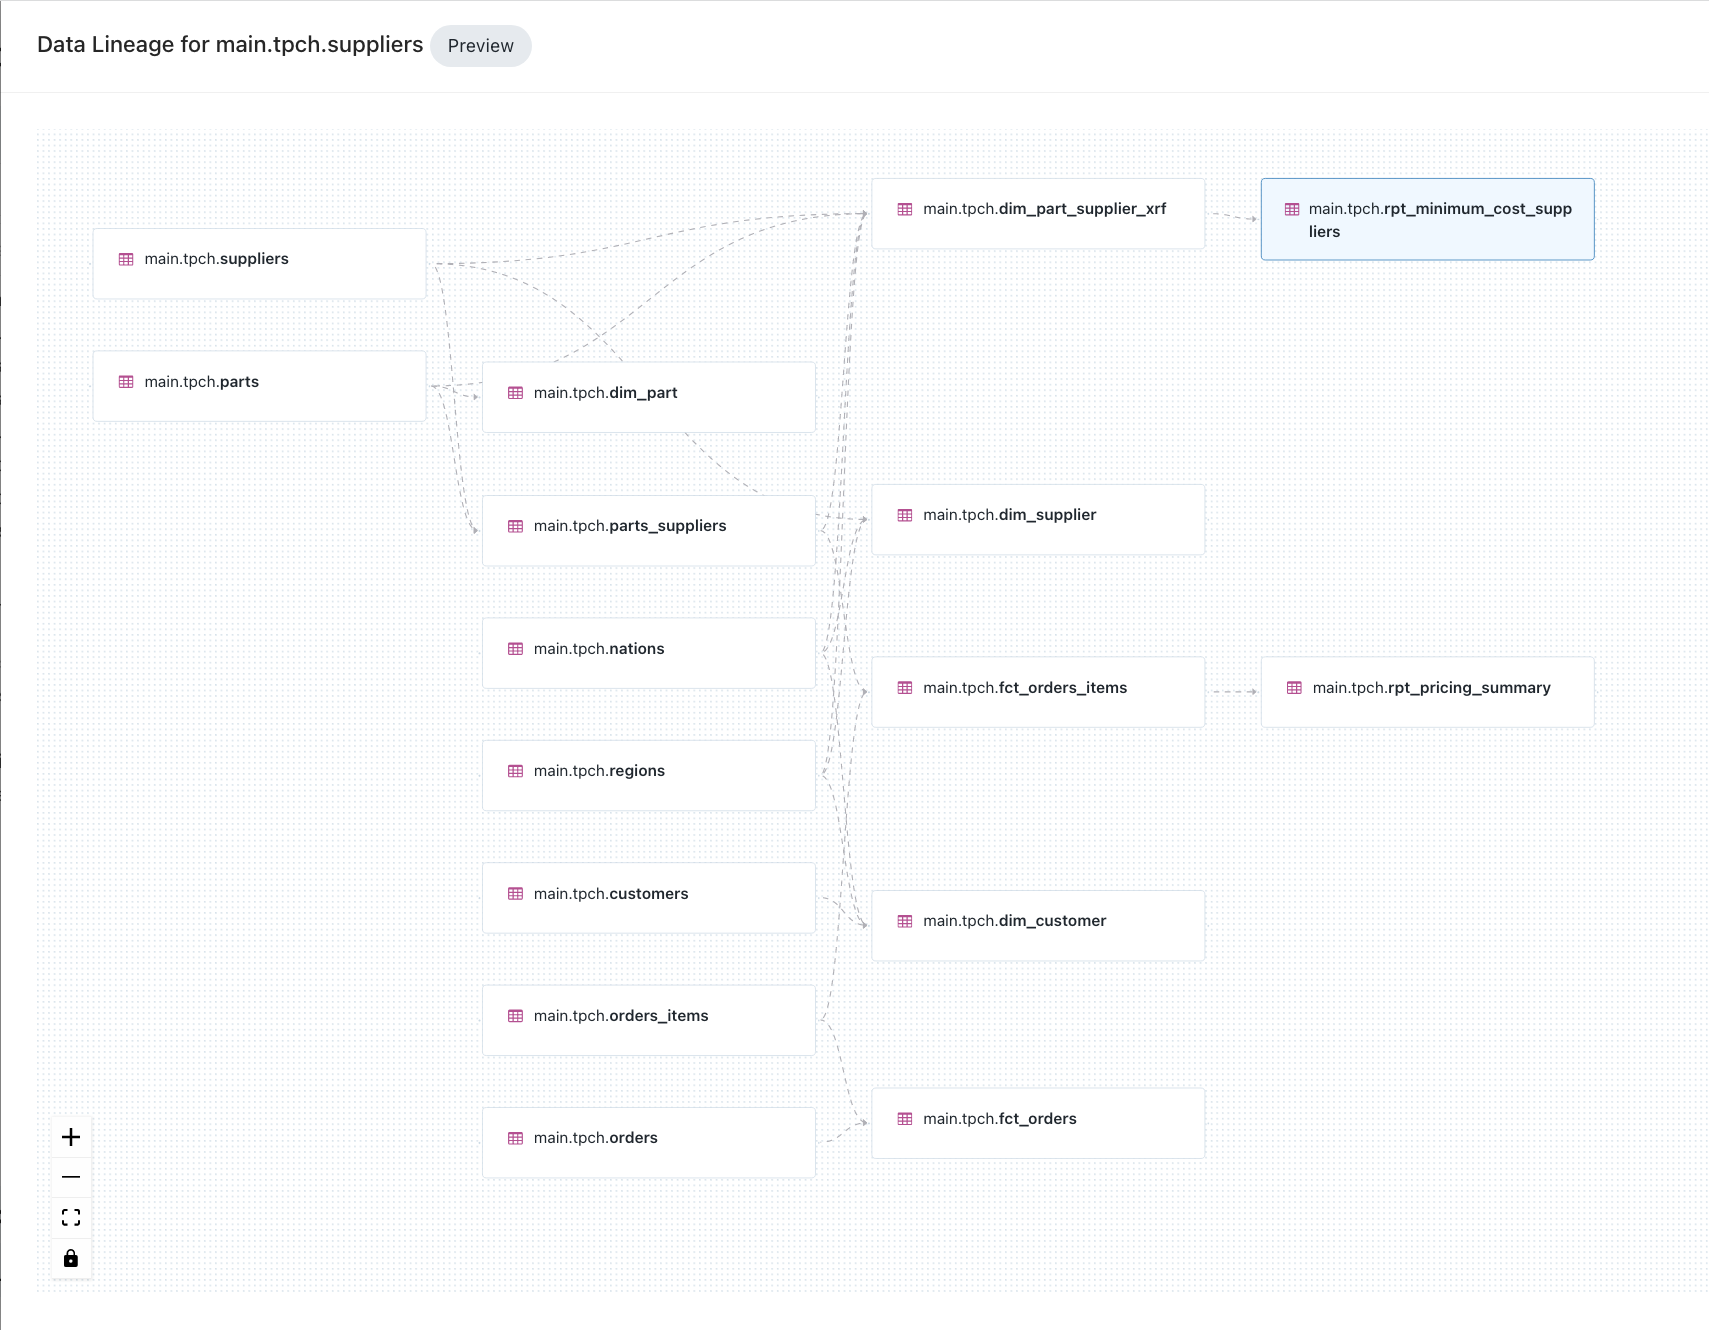 Data Lineage for main.tpch.suppliers Preview
main.tpch.suppliers
main.tpch.parts
main.tpch.dim_part
main.tpch.parts_suppliers
main.tpch.nations
main.tpch.regions
main.tpch.customers
main.tpch.orders_items
main.tpch.orders
main.tpch.dim_part_supplier_xrf
main.tpch.dim_supplier
main.tpch.fct_orders_items
main.tpch.dim_customer
main.tpch.fct_orders
main.tpch.rpt_minimum_cost_supp
liers
main.tpch.rpt_pricing_summary